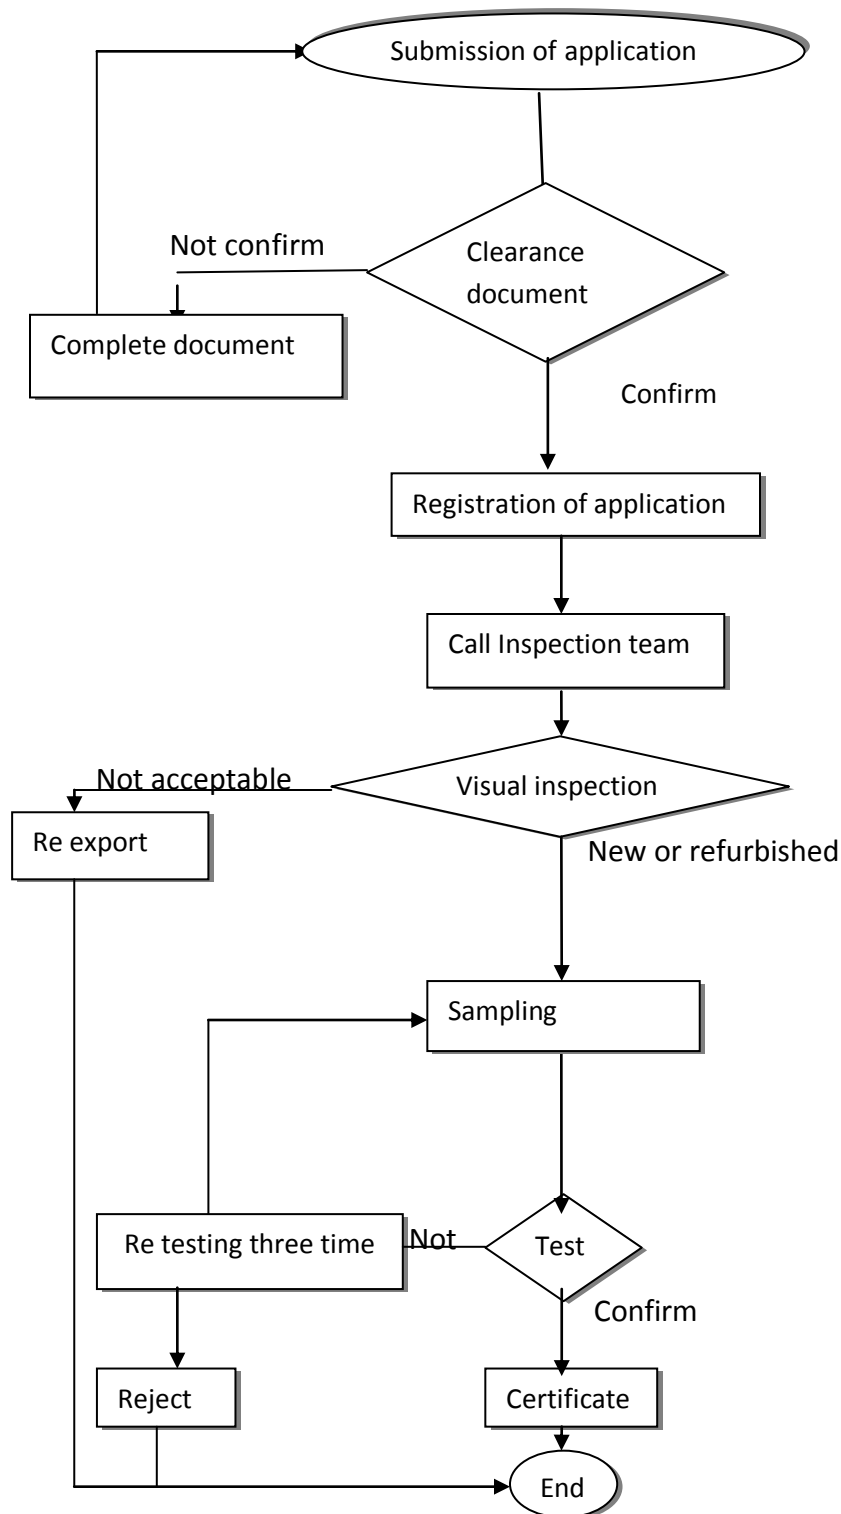 Submission of application
Not confirm
Clearance
document
Complete document
Confirm
Registration of application
Call Inspection team
Not acceptable
Visual inspection
Re export
New or refurbished
Sampling
Re testing three time
Not
Test
Confirm
Reject
Certificate
End